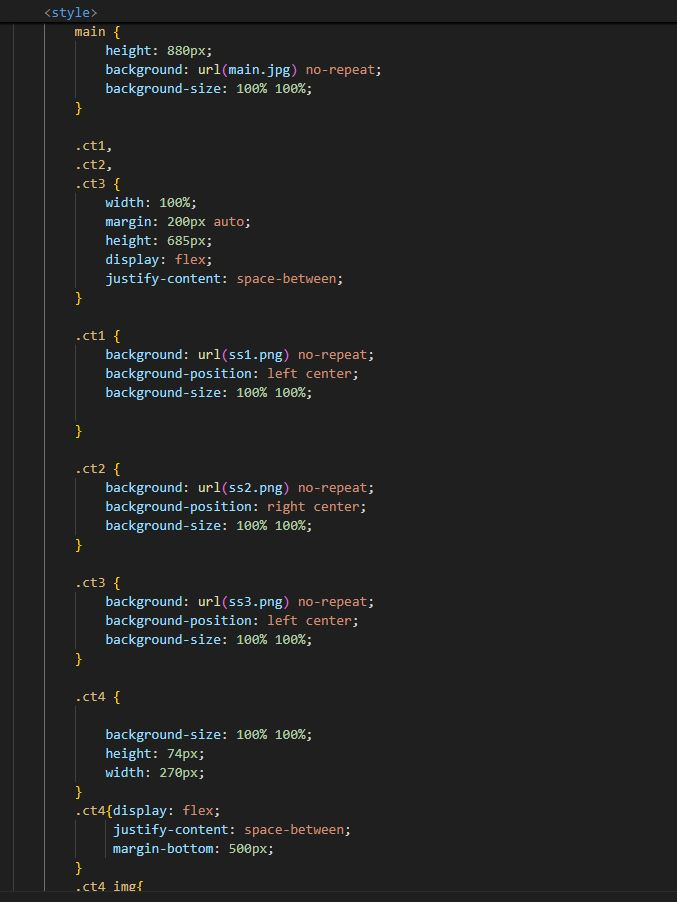 <style>
main {
height: 880px;
background: url(main.jpg) no-repeat;
background-size: 100% 100%;
}
.ct1,
.ct2,
.ct3 {
width: 100%;
margin: 200px auto;
height: 685px;
display: flex;
justify-content: space-between;
}
.ct1 {
background: url(ss1.png) no-repeat;
background-position: left center;
background-size: 100% 100%;
}
.ct2 {
background: url(ss2.png) no-repeat;
background-position: right center;
background-size: 100% 100%;
}
.ct3 {
background: url(ss3.png) no-repeat;
background-position: left center;
background-size: 100% 100%;
}
.ct4 {
background-size: 100% 100%;
height: 74px;
width: 270px;
}
.ct4{display: flex;
justify-content: space-between;
margin-bottom: 500px;
}
.ct4 img{